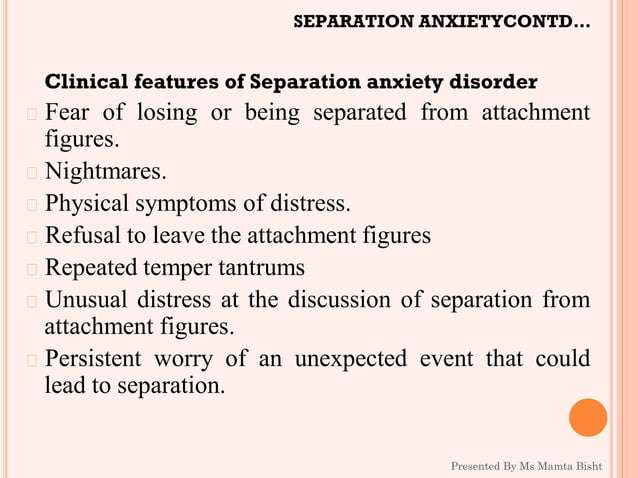 SEPARATION ANXIETYCONTD...
Clinical features of Separation anxiety disorder
Fear of losing or being separated from attachment
figures.
Nightmares.
Physical symptoms of distress.
Refusal to leave the attachment figures
Repeated temper tantrums
Unusual distress at the discussion of separation from
attachment figures.
Persistent worry of an unexpected event that could
lead to separation.
Presented By Ms Mamta Bisht